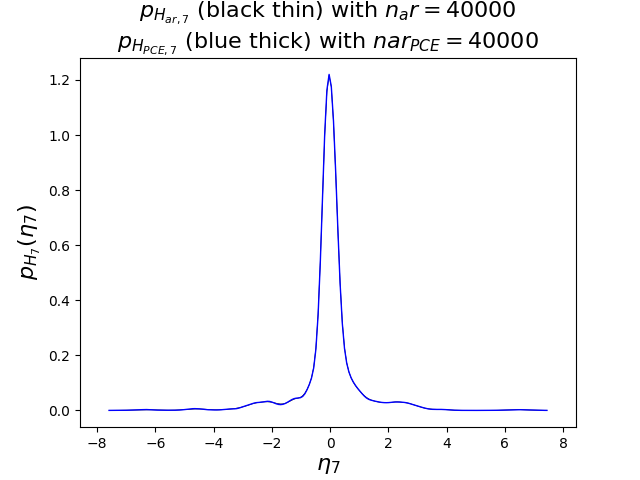 p_{H_{ar,7}} (black thin) with n_ar = 40000
p_{H_{PCE,7}} (blue thick) with nar_{PCE} = 40000
1.2
1.0
0.8
0.6
0.4
0.2
0.0
p_{H_7}(η_7)
−8 −6 −4 −2 0 2 4 6 8
η_7